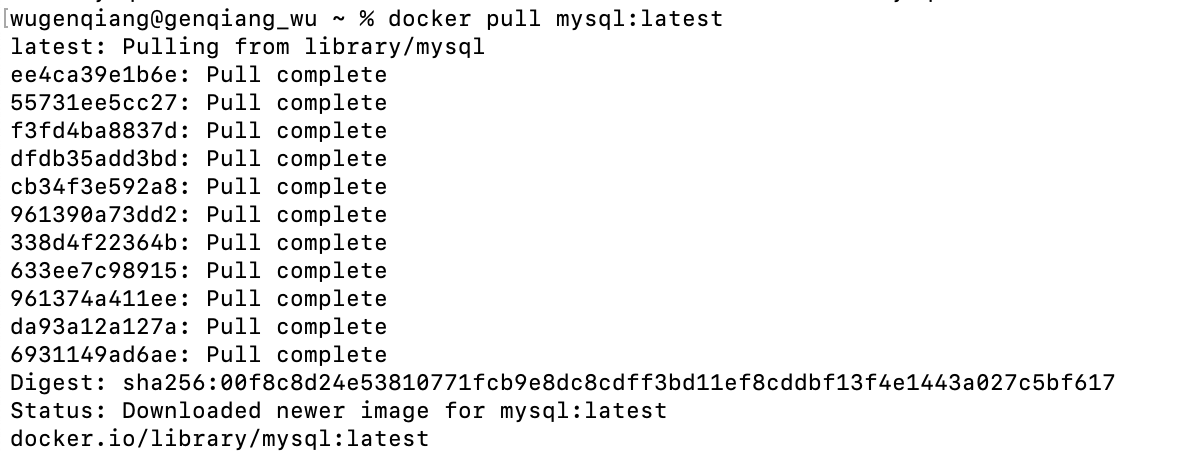 wugenqiang@genqiang_wu ~ % docker pull mysql:latest
latest: Pulling from library/mysql
ee4ca39e1b6e: Pull complete
55731ee5cc27: Pull complete
f3fd4ba8837d: Pull complete
dfdb35add3bd: Pull complete
cb34f3e592a8: Pull complete
961390a73dd2: Pull complete
338d4f22364b: Pull complete
633ee7c98915: Pull complete
961374a411ee: Pull complete
da93a12a127a: Pull complete
6931149ad6ae: Pull complete
Digest: sha256:00f8c8d24e53810771fcb9e8dc8cdff3bd11ef8cddbf13f4e1443a027c5bf617
Status: Downloaded newer image for mysql:latest
docker.io/library/mysql:latest